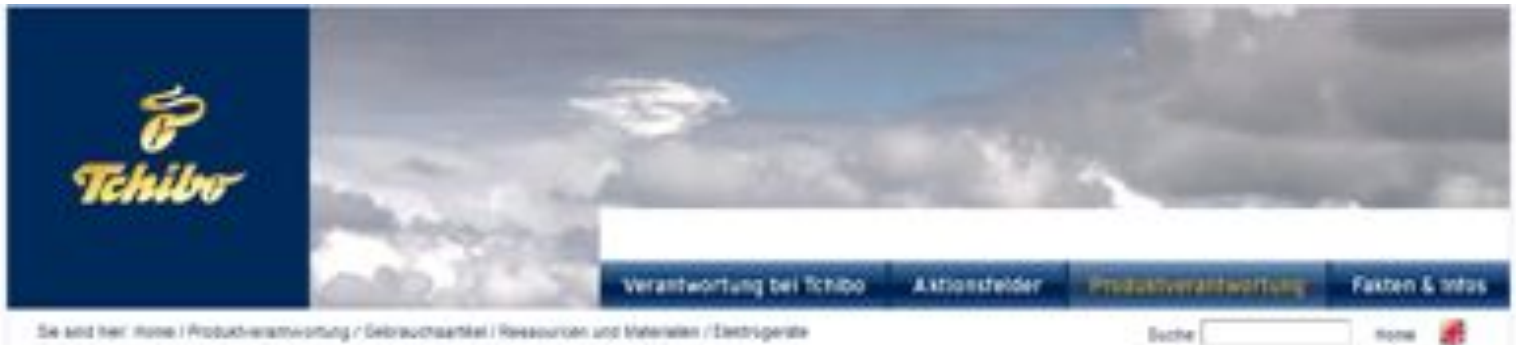 Tchibo
Verantwortung bei Tchibo Aktionsfelder Produktverantwortung Fakten & Infos
Sie sind hier: Home / Produktverantwortung / Gebrauchsartikel / Ressourcen und Materialien / Elektrogeräte Suche Home